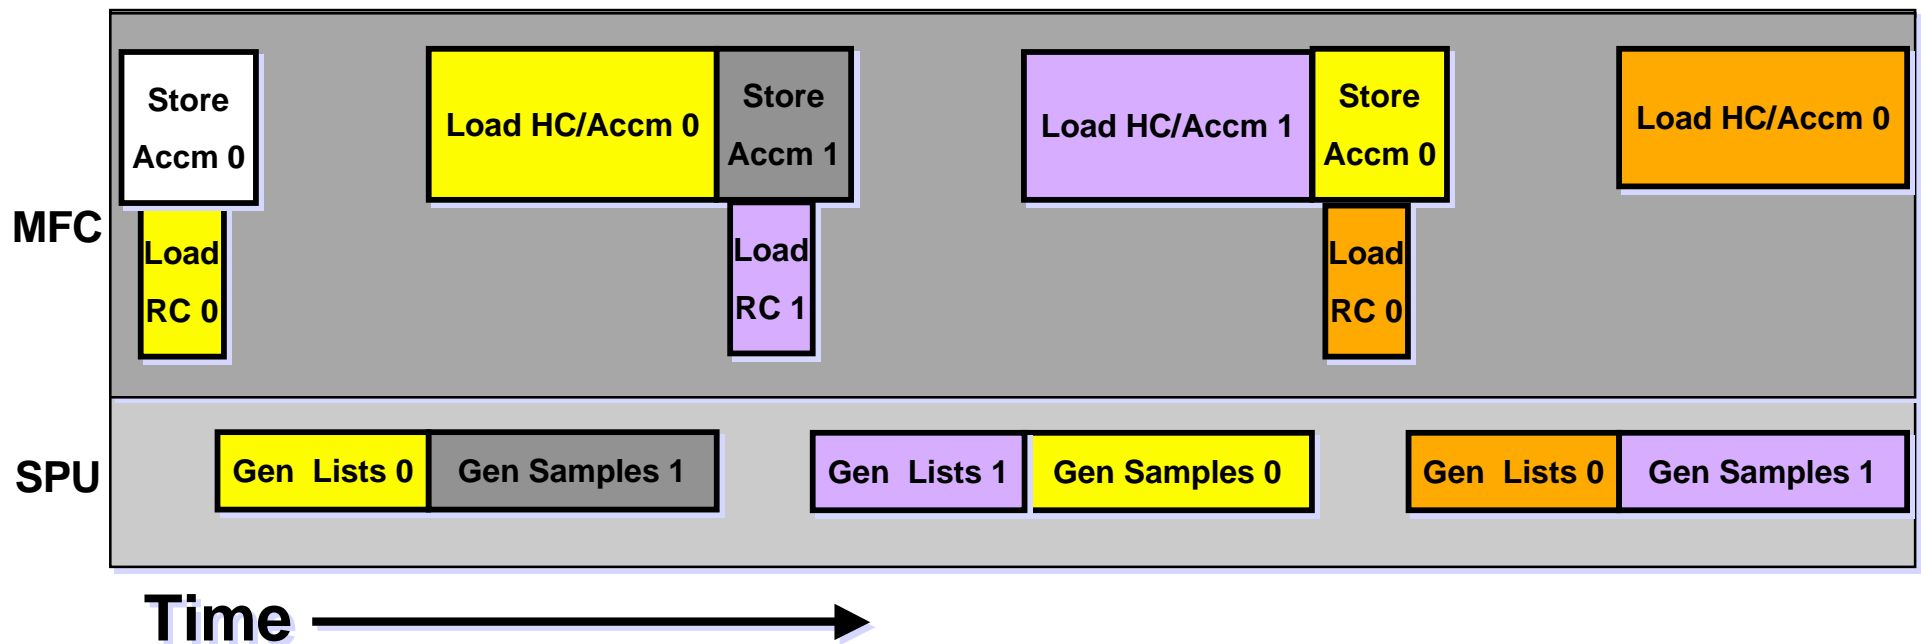 MFC
Store
Accm 0
Load
RC 0
Load HC/Accm 0
Store
Accm 1
Load
RC 1
Load HC/Accm 1
Store
Accm 0
Load
RC 0
Load HC/Accm 0
SPU
Gen  Lists 0
Gen Samples 1
Gen  Lists 1
Gen Samples 0
Gen  Lists 0
Gen Samples 1
Time